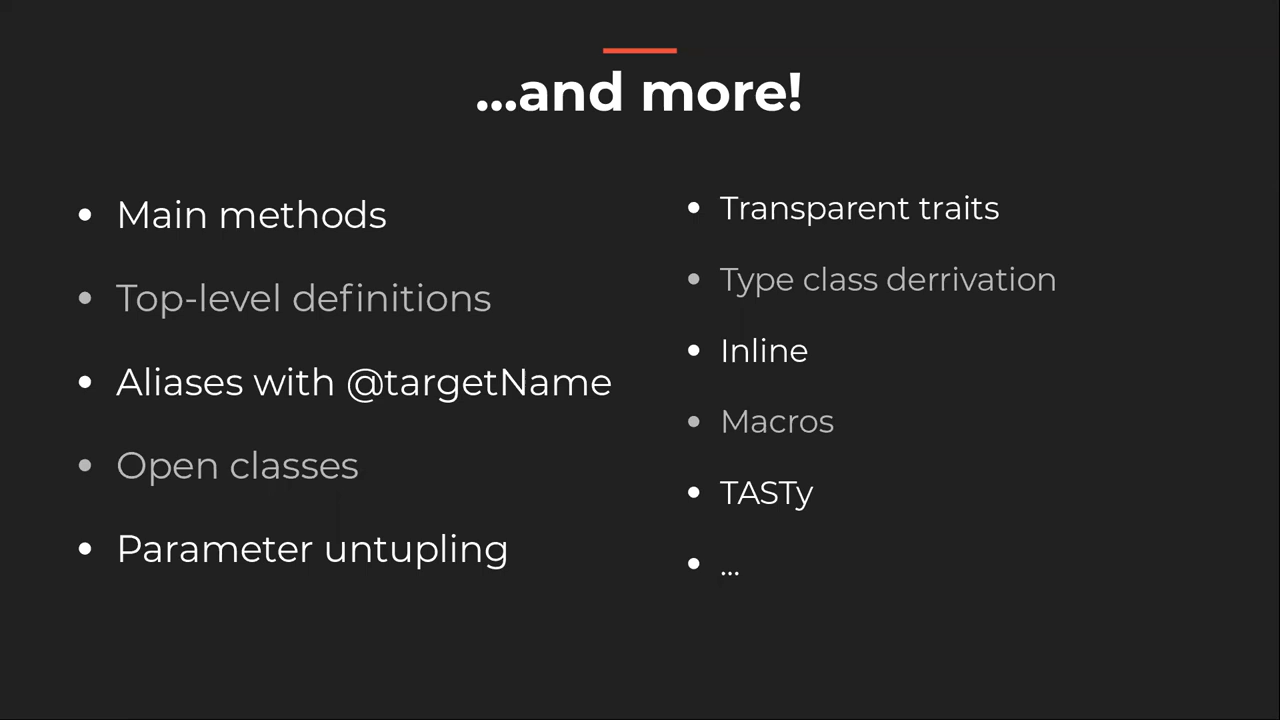 ...and more!
• Main methods
• Top-level definitions
• Aliases with @targetName
• Open classes
• Parameter untupling
• Transparent traits
• Type class derrivation
• Inline
• Macros
• TASTy
• ...